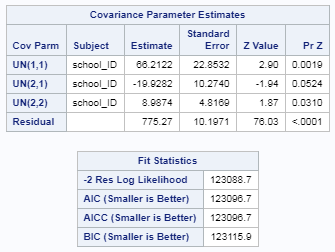 Covariance Parameter Estimates
Cov Parm Subject Estimate Standard Error Z Value Pr Z
UN(1,1) school_ID 66.2122 22.8532 2.90 0.0019
UN(2,1) school_ID -19.9282 10.2740 -1.94 0.0524
UN(2,2) school_ID 8.9874 4.8169 1.87 0.0310
Residual 775.27 10.1971 76.03 <.0001
Fit Statistics
-2 Res Log Likelihood 123088.7
AIC (Smaller is Better) 123096.7
AICC (Smaller is Better) 123096.7
BIC (Smaller is Better) 123115.9